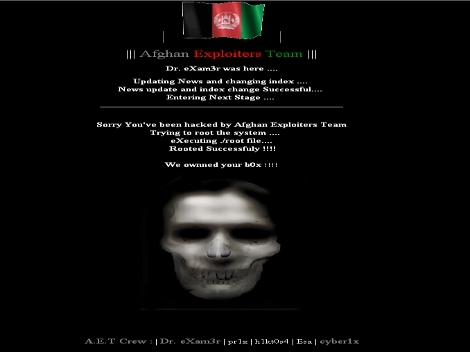 ||| Afghan Exploiters Team |||
Dr. eXam3r was here ....
Updating News and changing index ....
News update and index change Successful....
Entering Next Stage ....
Sorry You've been hacked by Afghan Exploiters Team
Trying to root the system ....
eXecuting ./root file....
Rooted Successfuly !!!!
We ownned your b0x !!!!
A.E.T Crew : | Dr. eXam3r | pr1z | h1kt0s4 | Esa | cyber1x